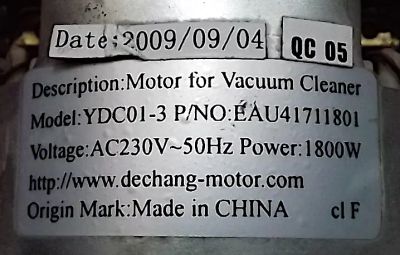 Date:2009/09/04 QC 05
Description:Motor for Vacuum Cleaner
Model:YDC01-3 P/NO:EAU41711801
Voltage:AC230V~50Hz Power:1800W
http://www.dechang-motor.com
Origin Mark:Made in CHINA cl F